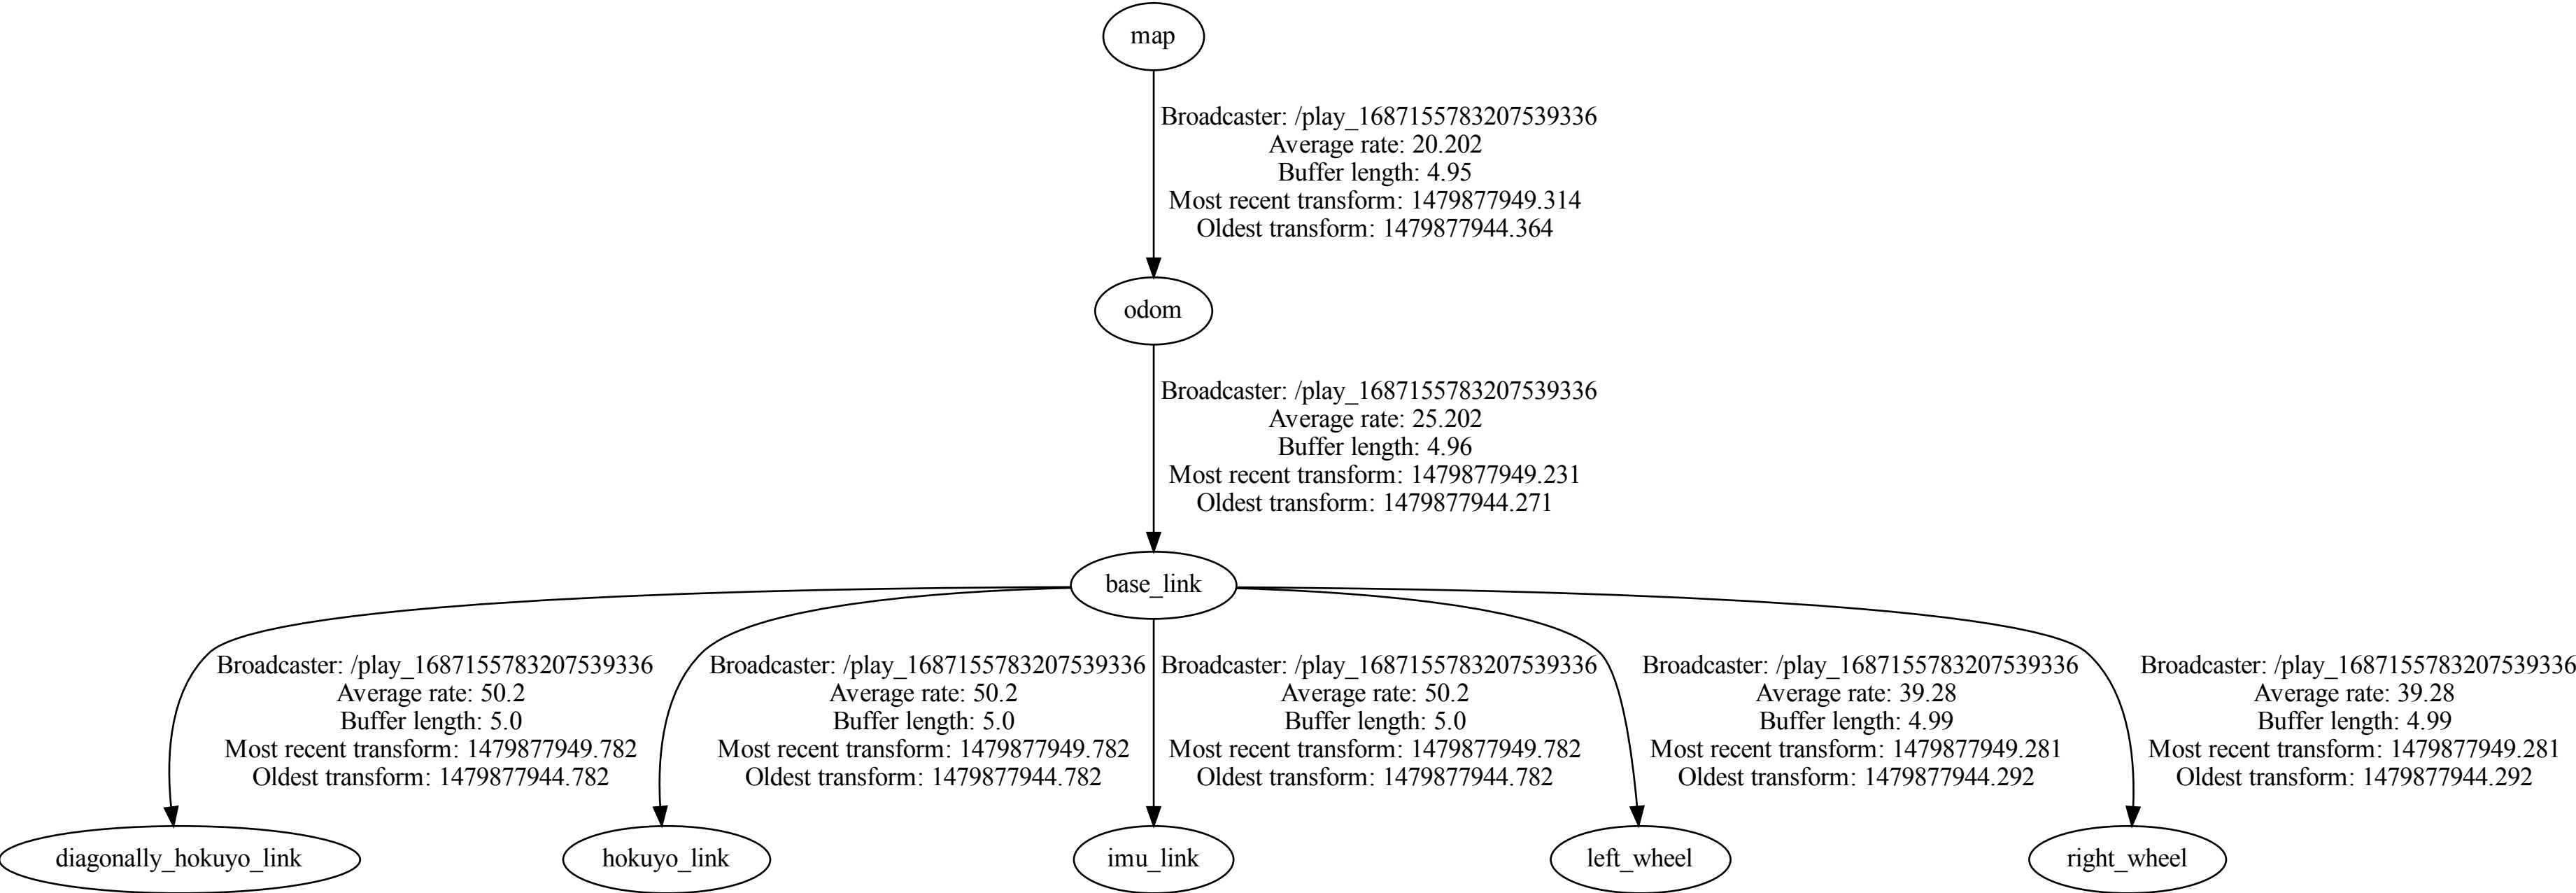 map
Broadcaster: /play_1687155783207539336
Average rate: 20.202
Buffer length: 4.95
Most recent transform: 1479877949.314
Oldest transform: 1479877944.364
odom
Broadcaster: /play_1687155783207539336
Average rate: 25.202
Buffer length: 4.96
Most recent transform: 1479877949.231
Oldest transform: 1479877944.271
base_link
Broadcaster: /play_1687155783207539336
Average rate: 50.2
Buffer length: 5.0
Most recent transform: 1479877949.782
Oldest transform: 1479877944.782
Broadcaster: /play_1687155783207539336
Average rate: 50.2
Buffer length: 5.0
Most recent transform: 1479877949.782
Oldest transform: 1479877944.782
Broadcaster: /play_1687155783207539336
Average rate: 50.2
Buffer length: 5.0
Most recent transform: 1479877949.782
Oldest transform: 1479877944.782
Broadcaster: /play_1687155783207539336
Average rate: 39.28
Buffer length: 4.99
Most recent transform: 1479877949.281
Oldest transform: 1479877944.292
Broadcaster: /play_1687155783207539336
Average rate: 39.28
Buffer length: 4.99
Most recent transform: 1479877949.281
Oldest transform: 1479877944.292
diagonally_hokuyo_link
hokuyo_link
imu_link
left_wheel
right_wheel